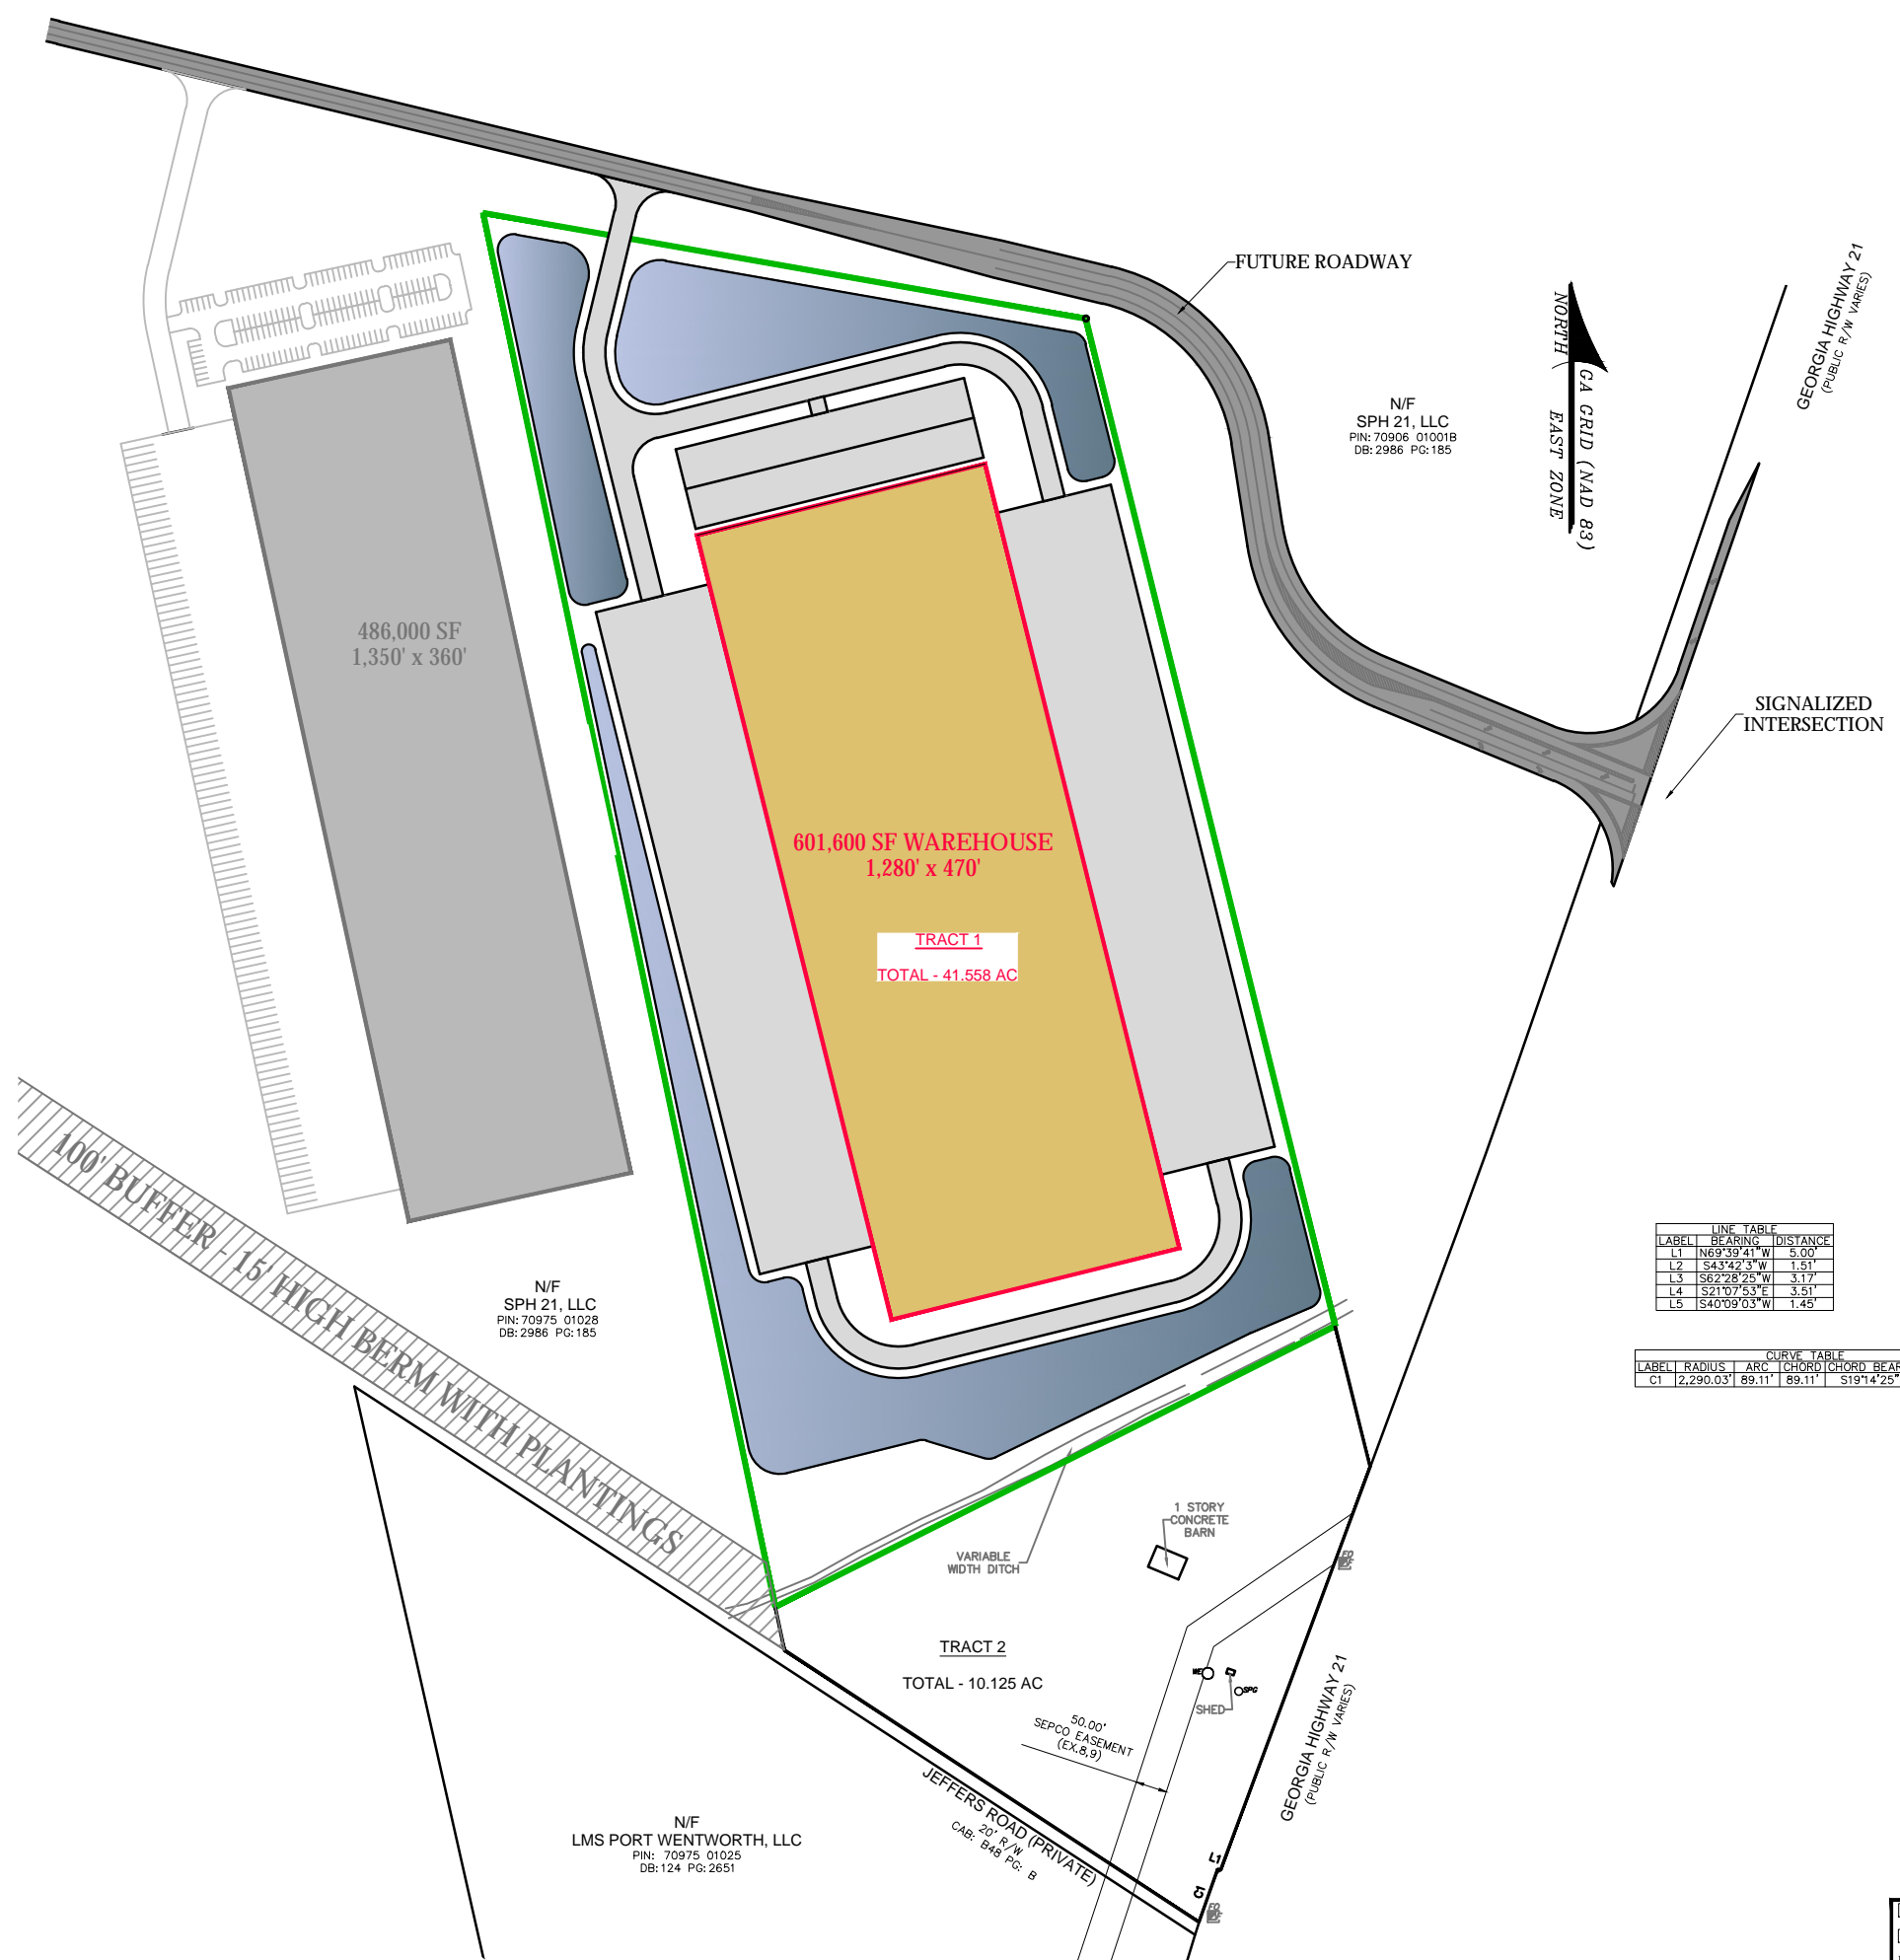 FUTURE ROADWAY
GEORGIA HIGHWAY 21
(PUBLIC R/W VARIES)
NORTH
GA GRID (NAD 83)
EAST ZONE
N/F
SPH 21, LLC
PIN: 70906 01001B
DB: 2986 PG: 185
486,000 SF
1,350' x 360'
SIGNALIZED
INTERSECTION
601,600 SF WAREHOUSE
1,280' x 470'
TRACT 1
TOTAL - 41.558 AC
100' BUFFER - 15' HIGH BERM WITH PLANTINGS
N/F
SPH 21, LLC
PIN: 70975 01028
DB: 2986 PG: 185
LINE TABLE
LABEL BEARING DISTANCE
L1 N69°39'41"W 5.00'
L2 S43°42'3"W 1.51'
L3 S62°28'25"W 3.17'
L4 S21°07'53"E 3.51'
L5 S40°09'03"W 1.45'
CURVE TABLE
LABEL RADIUS ARC CHORD CHORD BEAR
C1 2,290.03' 89.11' 89.11' S19°14'25"
1 STORY
CONCRETE
BARN
VARIABLE
WIDTH DITCH
TRACT 2
TOTAL - 10.125 AC
SPG
SHED
50.00'
SEPCO EASEMENT
(EX.8,9)
GEORGIA HIGHWAY 21
(PUBLIC R/W VARIES)
JEFFERS ROAD (PRIVATE)
20' R/W
CAB: B48 PG: B
N/F
LMS PORT WENTWORTH, LLC
PIN: 70975 01025
DB: 124 PG: 2651
L1
C1